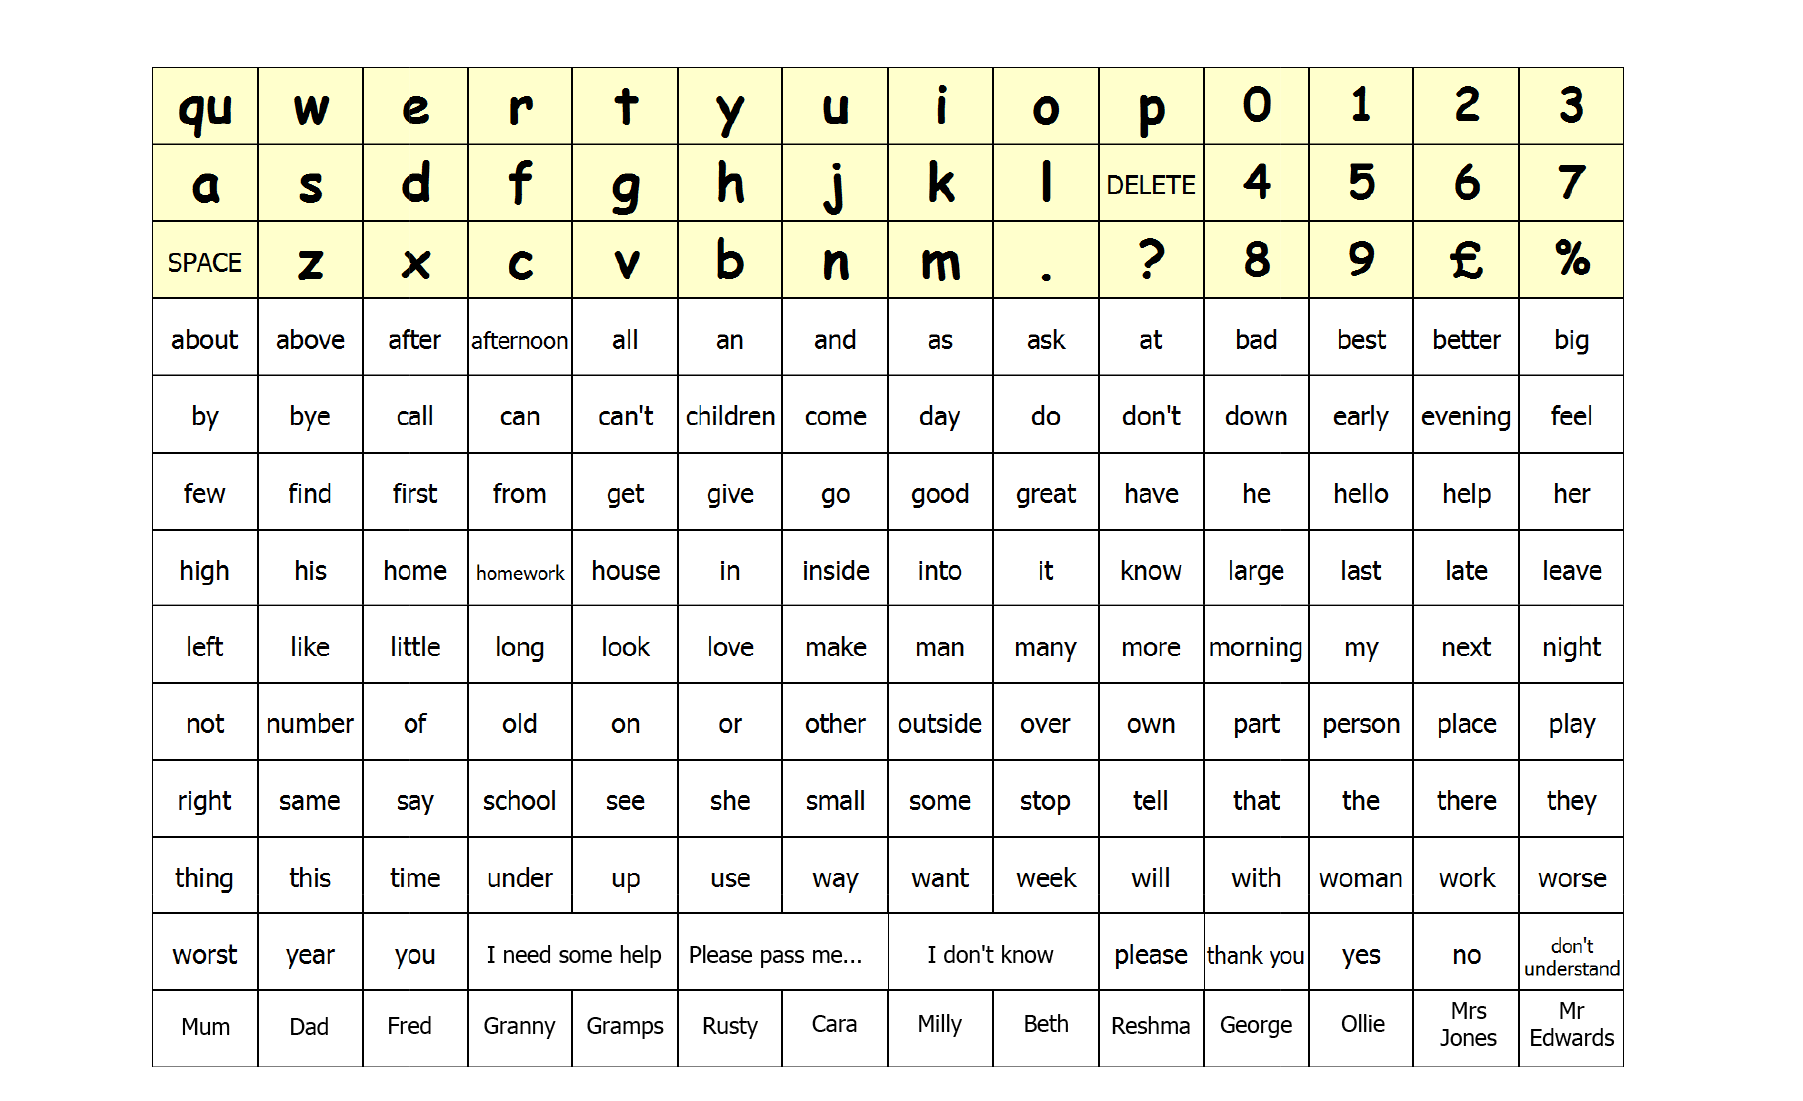 qu w e r t y u i o p 0 1 2 3
a s d f g h j k l DELETE 4 5 6 7
SPACE z x c v b n m . ? 8 9 £ %
about above after afternoon all an and as ask at bad best better big
by bye call can can't children come day do don't down early evening feel
few find first from get give go good great have he hello help her
high his home homework house in inside into it know large last late leave
left like little long look love make man many more morning my next night
not number of old on or other outside over own part person place play
right same say school see she small some stop tell that the there they
thing this time under up use way want week will with woman work worse
worst year you I need some help Please pass me... I don't know please thank you yes no don't understand
Mum Dad Fred Granny Gramps Rusty Cara Milly Beth Reshma George Ollie Mrs Jones Mr Edwards